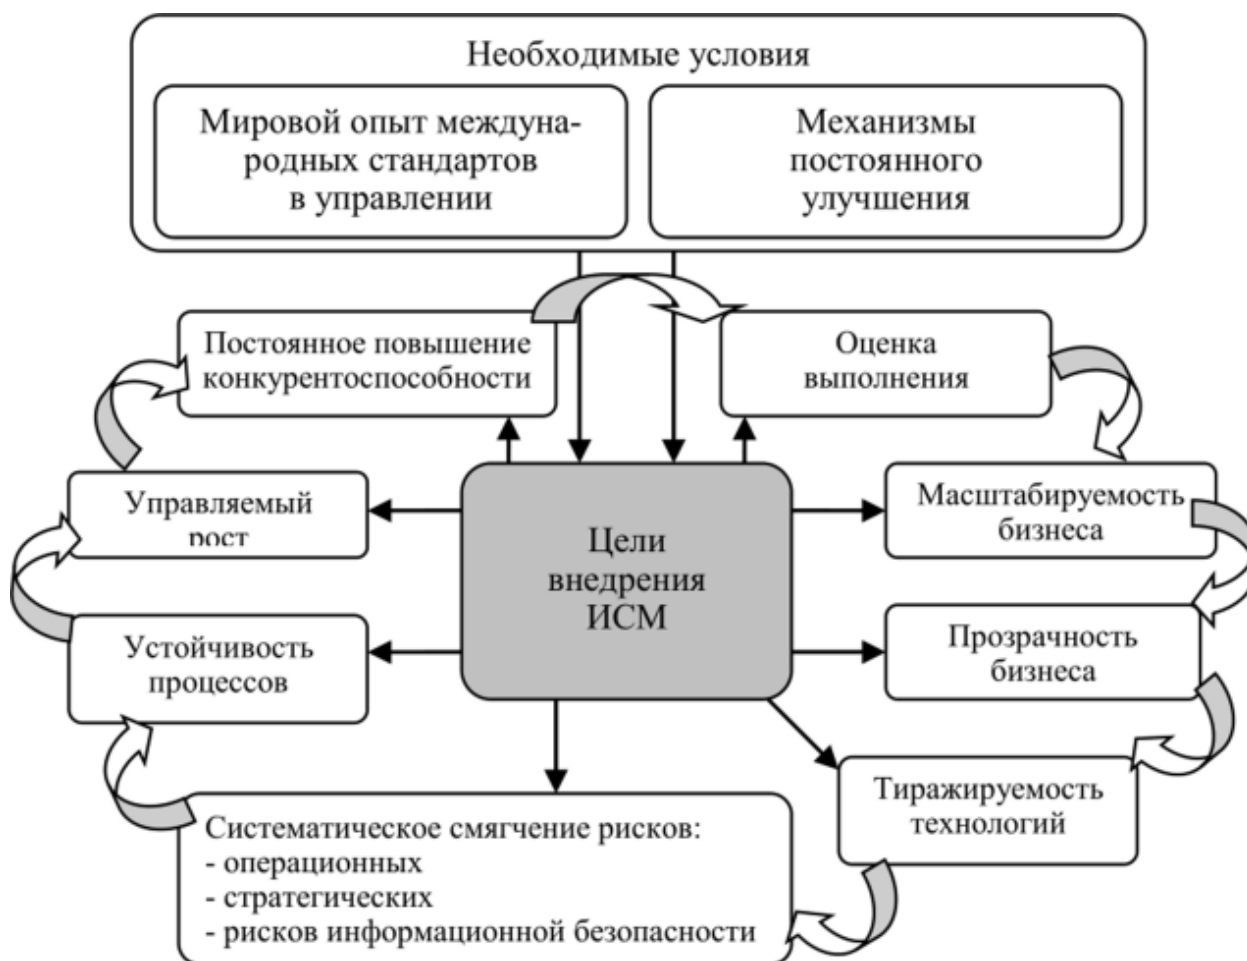 Необходимые условия
Мировой опыт междуна-
родных стандартов
в управлении
Механизмы
постоянного
улучшения
Постоянное повышение
конкурентоспособности
Оценка
выполнения
Управляемый
рост
Цели
внедрения
ИСМ
Масштабируемость
бизнеса
Устойчивость
процессов
Прозрачность
бизнеса
Тиражируемость
технологий
Систематическое смягчение рисков:
- операционных
- стратегических
- рисков информационной безопасности